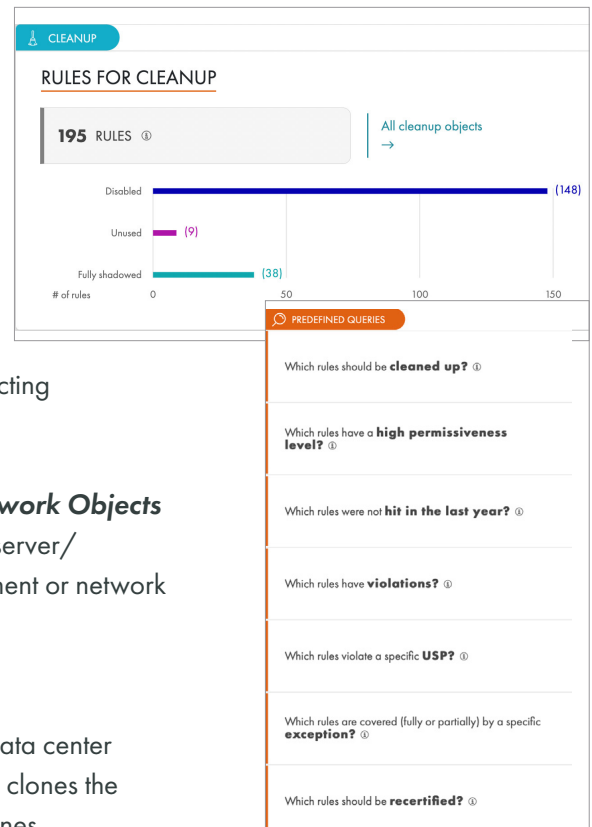 CLEANUP
RULES FOR CLEANUP
195 RULES
All cleanup objects
→
Disabled (148)
Unused (9)
Fully shadowed (38)
# of rules 0 50 100 150
PREDEFINED QUERIES
Which rules should be cleaned up?
Which rules have a high permissiveness
level?
Which rules were not hit in the last year?
Which rules have violations?
Which rules violate a specific USP?
Which rules are covered (fully or partially) by a specific
exception?
Which rules should be recertified?
cting
work Objects
server/
ment or network
ata center
clones the
nes